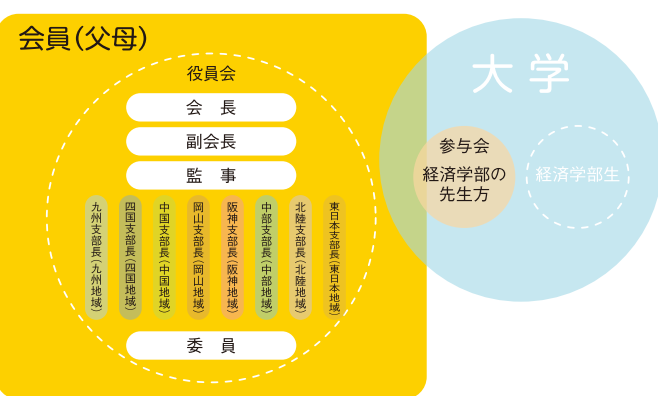 会員(父母)
役員会
会　長
副会長
監　事
九州支部長(九州地域)
四国支部長(四国地域)
中国支部長(中国地域)
岡山支部長(岡山地域)
阪神支部長(阪神地域)
中部支部長(中部地域)
北陸支部長(北陸地域)
東日本支部長(東日本地域)
委　員
大 学
参与会
経済学部の
先生方
経済学部生